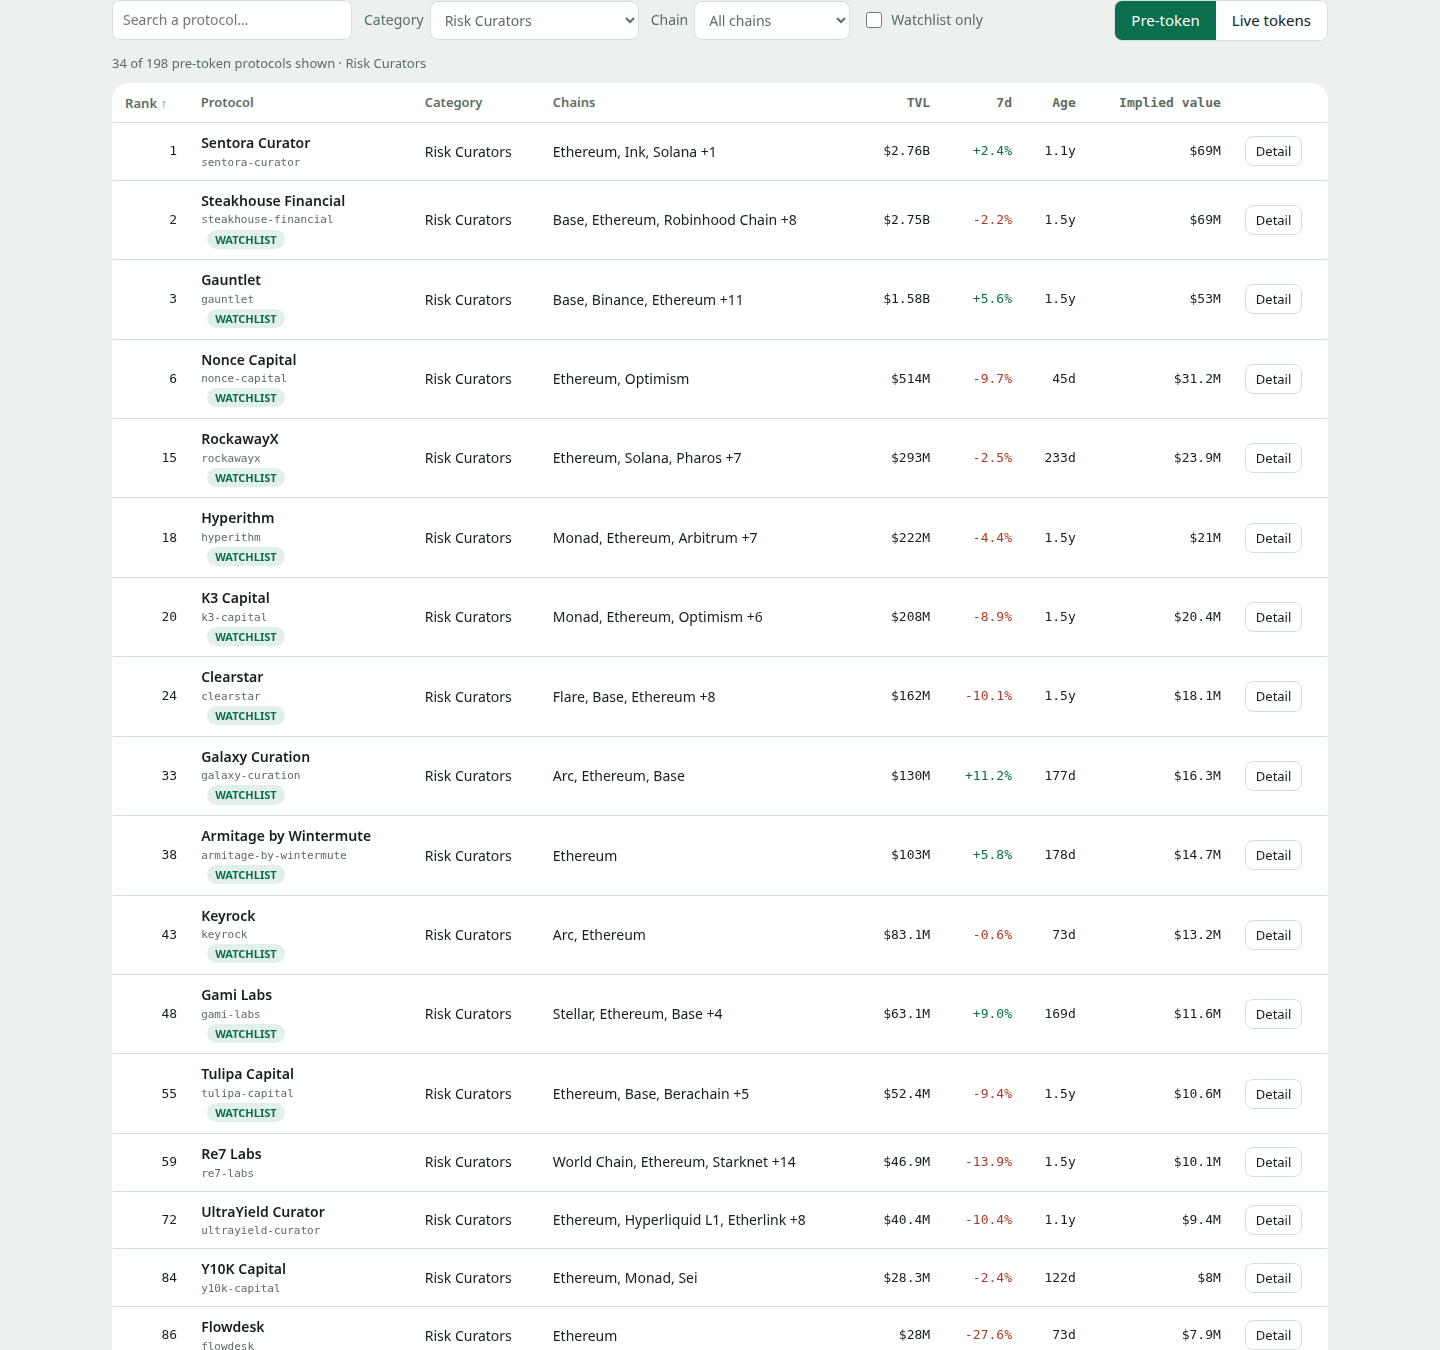 Search a protocol...
Category
Risk Curators
Chain
All chains
Watchlist only
Pre-token
Live tokens
34 of 198 pre-token protocols shown · Risk Curators
Rank ↑ Protocol Category Chains TVL 7d Age Implied value
1 Sentora Curator Risk Curators Ethereum, Ink, Solana +1 $2.76B +2.4% 1.1y $69M Detail
sentora-curator
2 Steakhouse Financial Risk Curators Base, Ethereum, Robinhood Chain +8 $2.75B -2.2% 1.5y $69M Detail
steakhouse-financial
WATCHLIST
3 Gauntlet Risk Curators Base, Binance, Ethereum +11 $1.58B +5.6% 1.5y $53M Detail
gauntlet
WATCHLIST
6 Nonce Capital Risk Curators Ethereum, Optimism $514M -9.7% 45d $31.2M Detail
nonce-capital
WATCHLIST
15 RockawayX Risk Curators Ethereum, Solana, Pharos +7 $293M -2.5% 233d $23.9M Detail
rockawayx
WATCHLIST
18 Hyperithm Risk Curators Monad, Ethereum, Arbitrum +7 $222M -4.4% 1.5y $21M Detail
hyperithm
WATCHLIST
20 K3 Capital Risk Curators Monad, Ethereum, Optimism +6 $208M -8.9% 1.5y $20.4M Detail
k3-capital
WATCHLIST
24 Clearstar Risk Curators Flare, Base, Ethereum +8 $162M -10.1% 1.5y $18.1M Detail
clearstar
WATCHLIST
33 Galaxy Curation Risk Curators Arc, Ethereum, Base $130M +11.2% 177d $16.3M Detail
galaxy-curation
WATCHLIST
38 Armitage by Wintermute Risk Curators Ethereum $103M +5.8% 178d $14.7M Detail
armitage-by-wintermute
WATCHLIST
43 Keyrock Risk Curators Arc, Ethereum $83.1M -0.6% 73d $13.2M Detail
keyrock
WATCHLIST
48 Gami Labs Risk Curators Stellar, Ethereum, Base +4 $63.1M +9.0% 169d $11.6M Detail
gami-labs
WATCHLIST
55 Tulipa Capital Risk Curators Ethereum, Base, Berachain +5 $52.4M -9.4% 1.5y $10.6M Detail
tulipa-capital
WATCHLIST
59 Re7 Labs Risk Curators World Chain, Ethereum, Starknet +14 $46.9M -13.9% 1.5y $10.1M Detail
re7-labs
72 UltraYield Curator Risk Curators Ethereum, Hyperliquid L1, Etherlink +8 $40.4M -10.4% 1.1y $9.4M Detail
ultrayield-curator
84 Y10K Capital Risk Curators Ethereum, Monad, Sei $28.3M -2.4% 122d $8M Detail
y10k-capital
86 Flowdesk Risk Curators Ethereum $28M -27.6% 73d $7.9M Detail
flowdesk